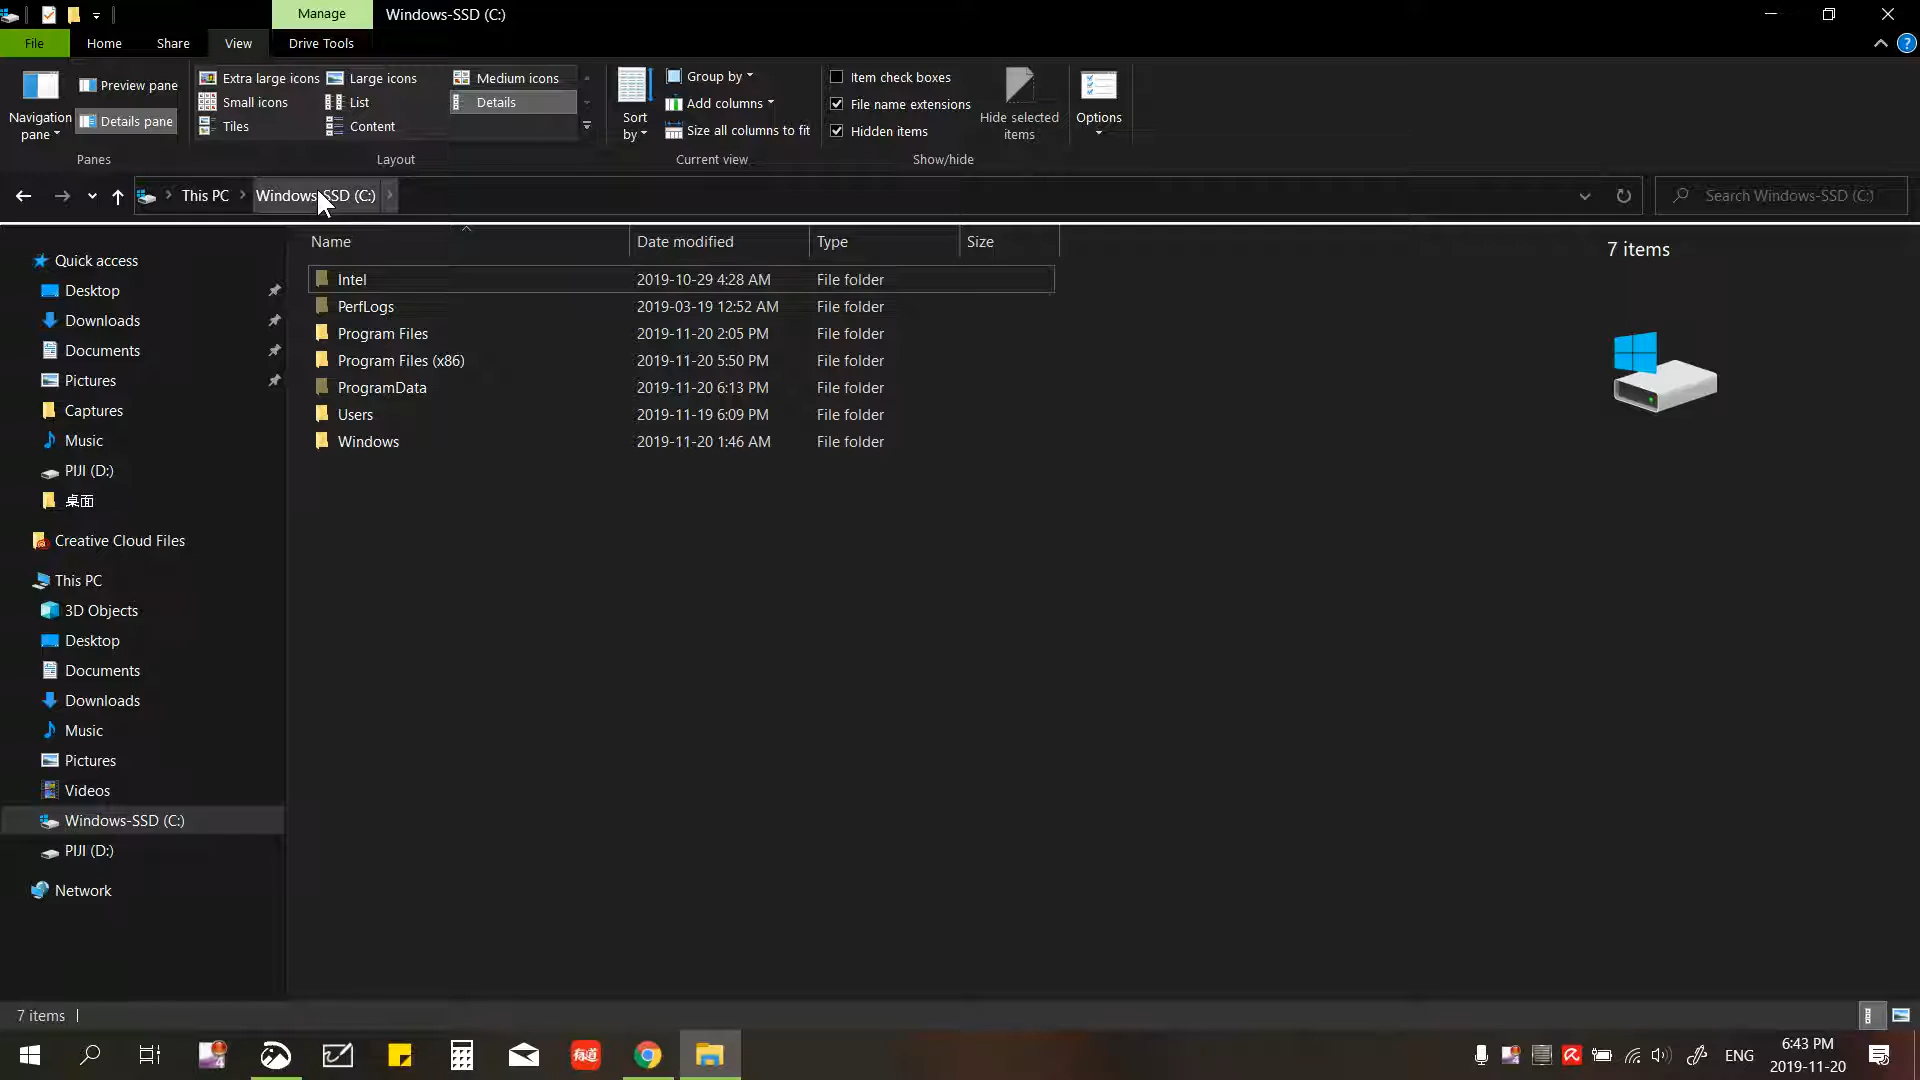 Manage
Windows-SSD (C:)
File
Home
Share
View
Drive Tools
Navigation pane
Preview pane
Details pane
Panes
Extra large icons
Large icons
Medium icons
Small icons
List
Details
Tiles
Content
Layout
Sort by
Group by
Add columns
Size all columns to fit
Current view
Item check boxes
File name extensions
Hidden items
Hide selected items
Show/hide
Options
This PC
Windows-SSD (C:)
Search Windows-SSD (C:)
Name
Date modified
Type
Size
Intel 2019-10-29 4:28 AM File folder
PerfLogs 2019-03-19 12:52 AM File folder
Program Files 2019-11-20 2:05 PM File folder
Program Files (x86) 2019-11-20 5:50 PM File folder
ProgramData 2019-11-20 6:13 PM File folder
Users 2019-11-19 6:09 PM File folder
Windows 2019-11-20 1:46 AM File folder
7 items
Quick access
Desktop
Downloads
Documents
Pictures
Captures
Music
PIJI (D:)
桌面
Creative Cloud Files
This PC
3D Objects
Desktop
Documents
Downloads
Music
Pictures
Videos
Windows-SSD (C:)
PIJI (D:)
Network
7 items
有道
ENG
6:43 PM
2019-11-20